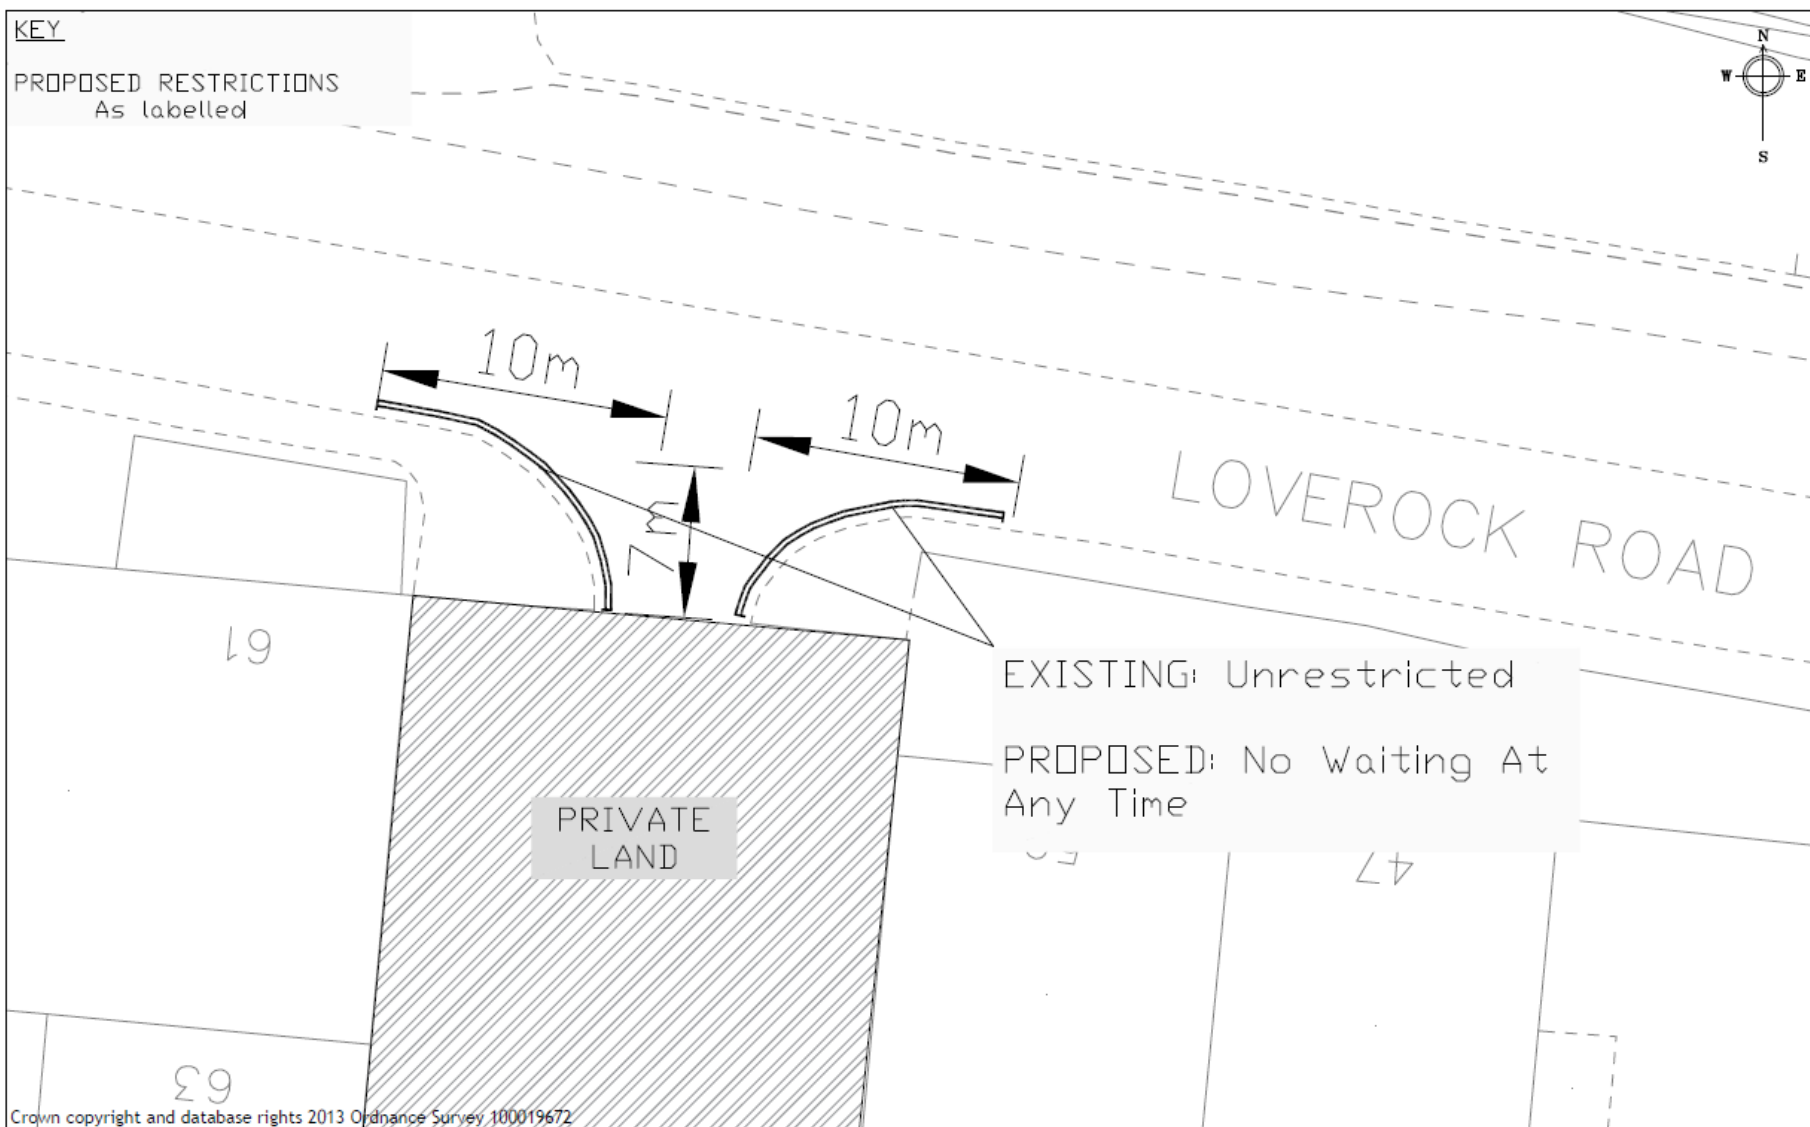 KEY
PROPOSED RESTRICTIONS
As labelled
N
W E
S
10m
10m
7m
LOVEROCK ROAD
61
EXISTING: Unrestricted
PROPOSED: No Waiting At
Any Time
PRIVATE
LAND
47
63
Crown copyright and database rights 2013 Ordnance Survey 100019672